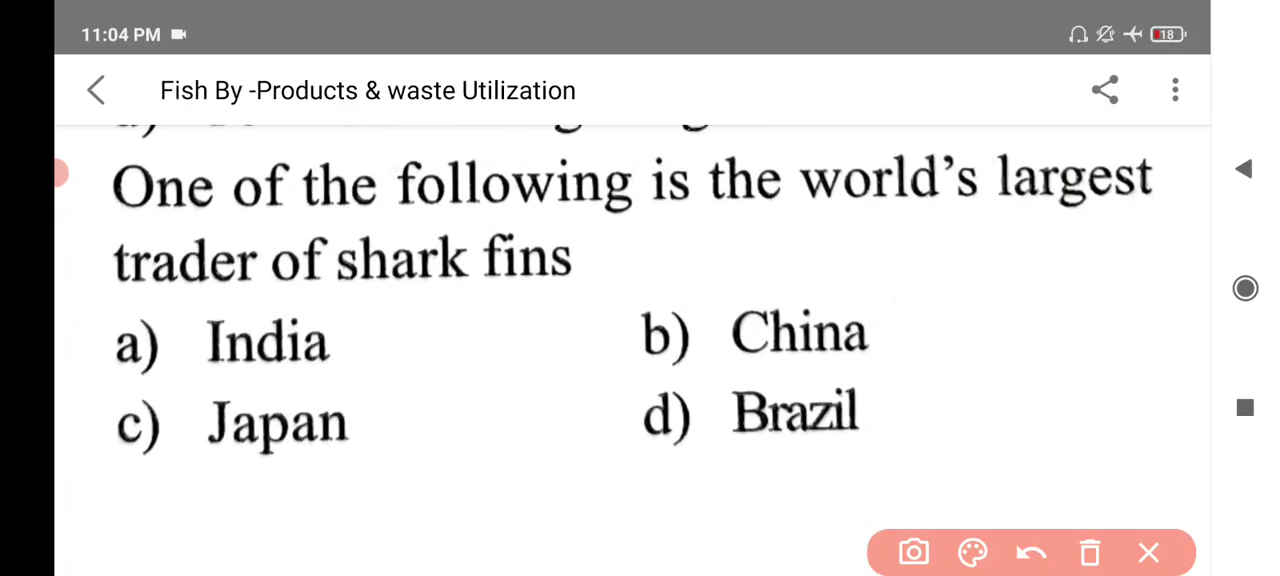 11:04 PM
18
Fish By -Products & waste Utilization
One of the following is the world's largest
trader of shark fins
a) India
b) China
c) Japan
d) Brazil